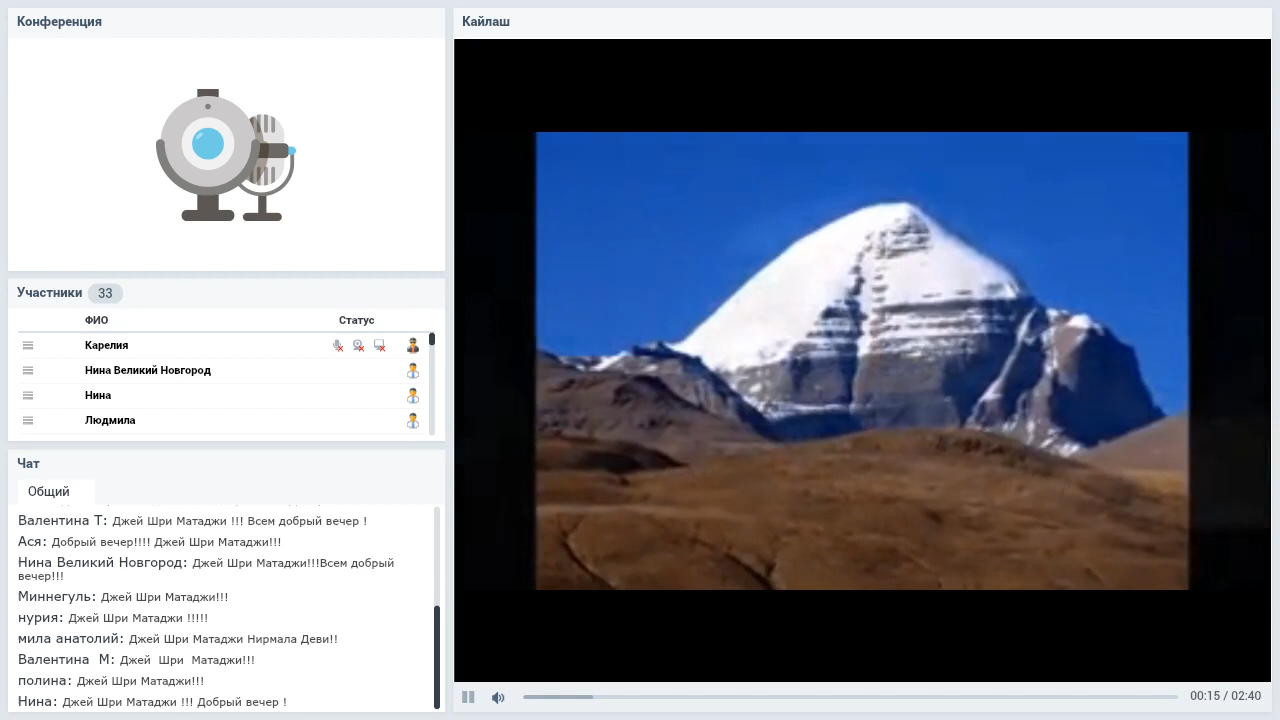 Конференция
Участники 33
ФИО Статус
Карелия
Нина Великий Новгород
Нина
Людмила
Чат
Общий
Валентина Т: Джей Шри Матаджи !!! Всем добрый вечер !
Ася: Добрый вечер!!!! Джей Шри Матаджи!!!
Нина Великий Новгород: Джей Шри Матаджи!!!Всем добрый
вечер!!!
Миннегуль: Джей Шри Матаджи!!!
нурия: Джей Шри Матаджи !!!!!
мила анатолий: Джей Шри Матаджи Нирмала Деви!!
Валентина  М: Джей  Шри  Матаджи!!!
полина: Джей Шри Матаджи!!!
Нина: Джей Шри Матаджи !!! Добрый вечер !
Кайлаш
00:15 / 02:40